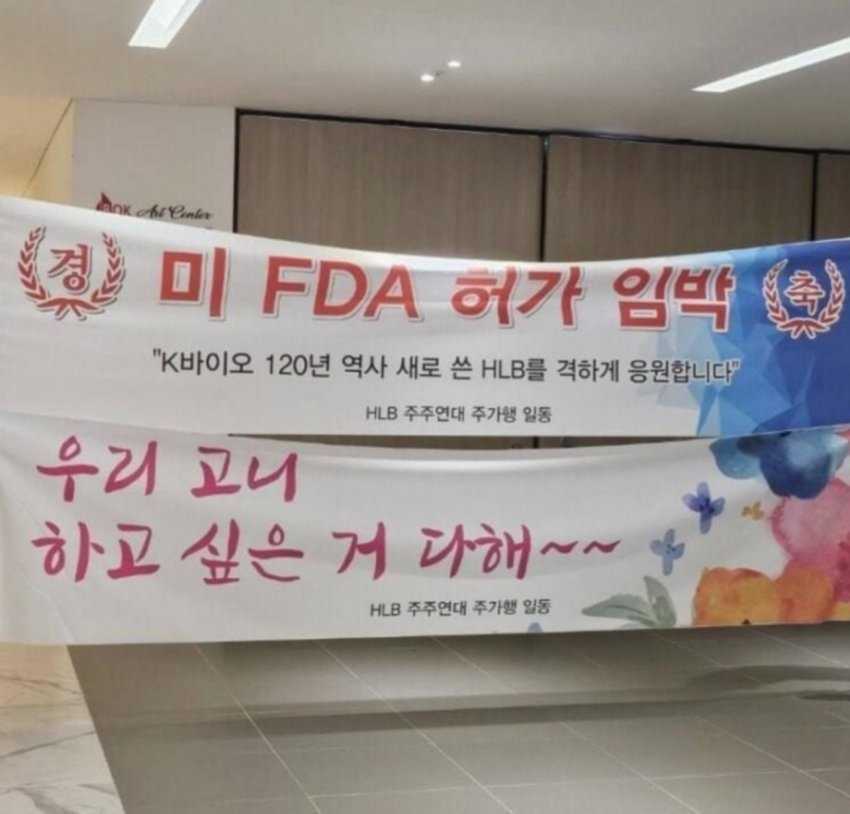 BOK Art Center
경 미 FDA 허가 임박 축
"K바이오 120년 역사 새로 쓴 HLB를 격하게 응원합니다"
HLB 주주연대 주가행 일동
우리 고니
하고 싶은 거 다해~~
HLB 주주연대 주가행 일동